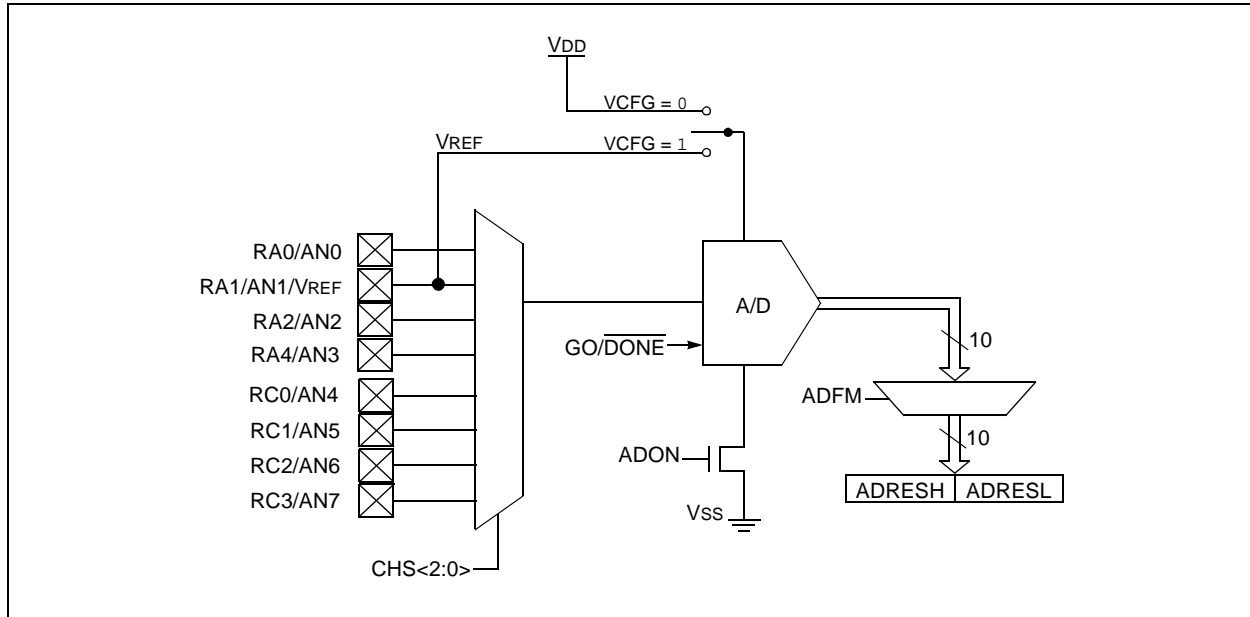 VDD
VCFG = 0
VREF
VCFG = 1
RA0/AN0
RA1/AN1/VREF
RA2/AN2
RA4/AN3
RC0/AN4
RC1/AN5
RC2/AN6
RC3/AN7
CHS<2:0>
A/D
GO/DONE
ADON
VSS
10
ADFM
10
ADRESH ADRESL